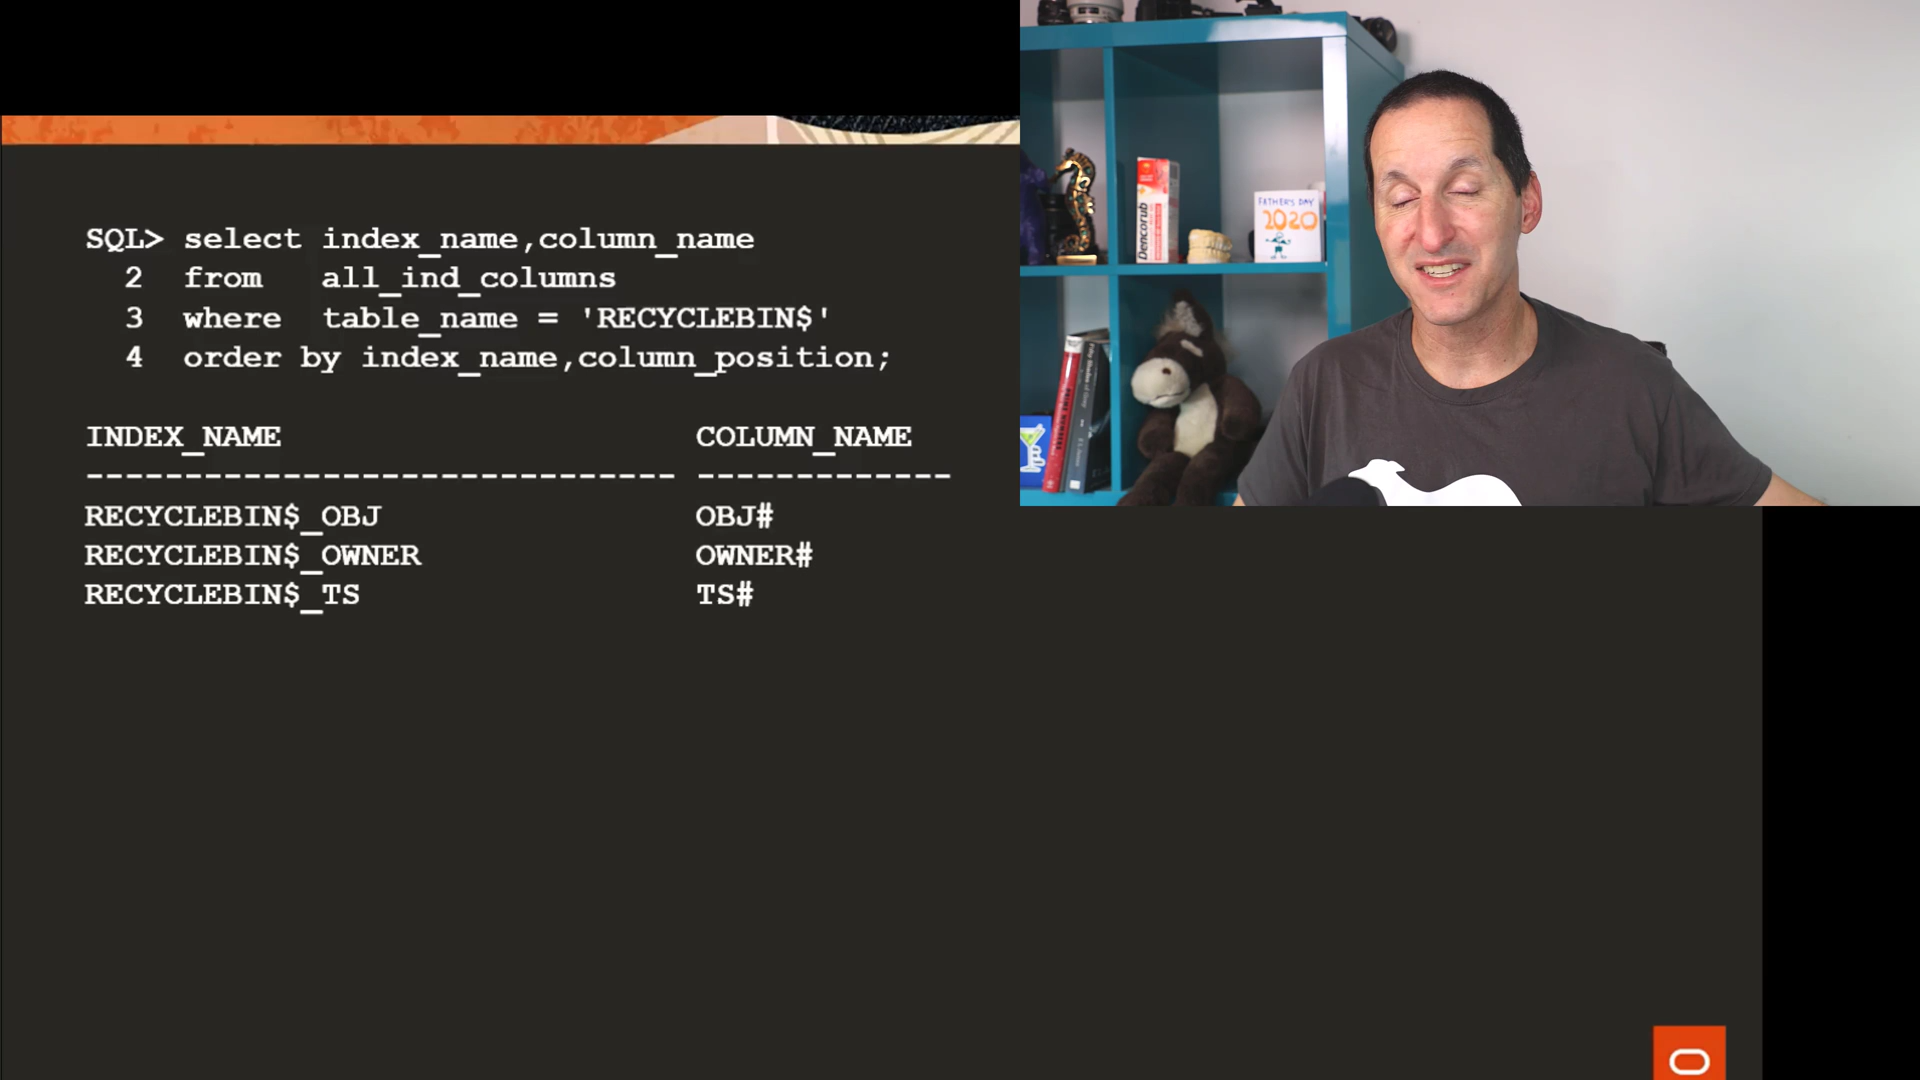 SQL> select index_name,column_name
2 from all_ind_columns
3 where table_name = 'RECYCLEBIN$'
4 order by index_name,column_position;
INDEX_NAME COLUMN_NAME
------------------------------ -------------
RECYCLEBIN$_OBJ OBJ#
RECYCLEBIN$_OWNER OWNER#
RECYCLEBIN$_TS TS#
Dencorub
FATHER'S DAY
2020